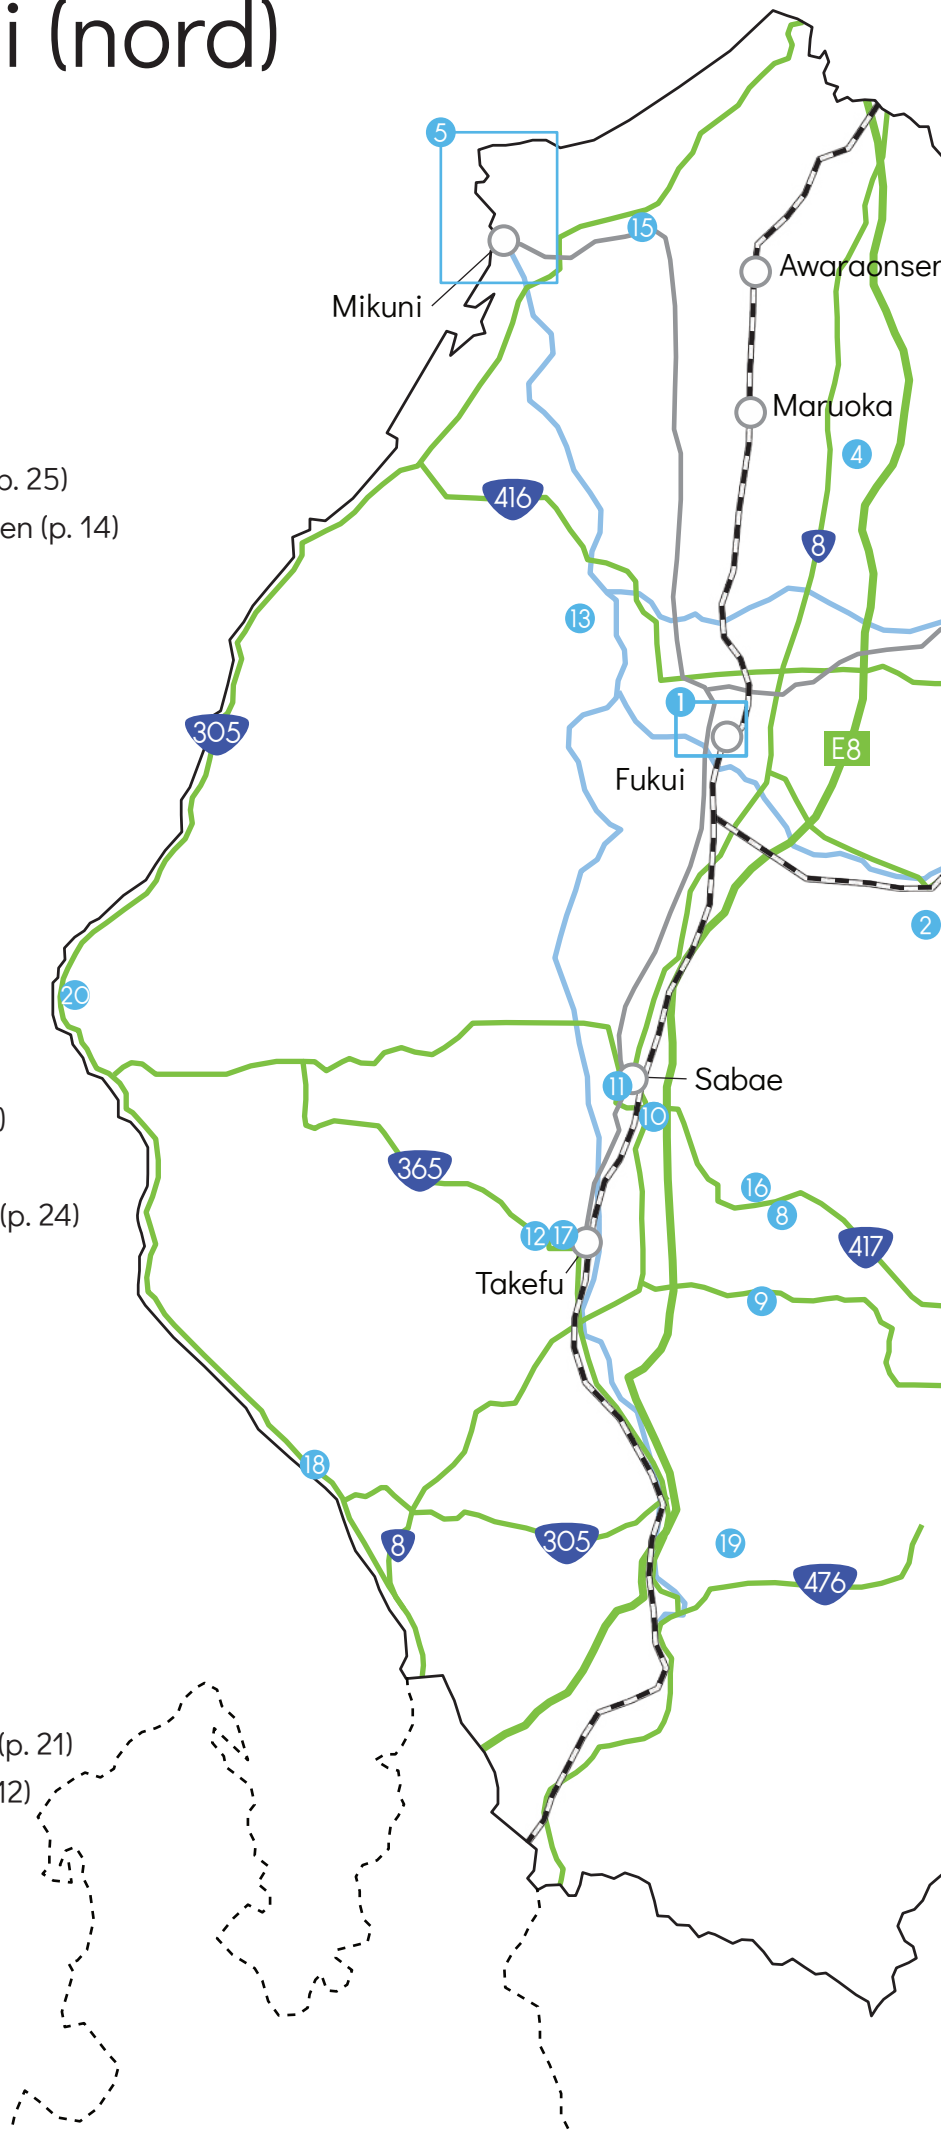 i (nord)
5
15
Awaraonsen
Mikuni
Maruoka
4
p. 25)
416
en (p. 14)
8
13
1
305
E8
Fukui
2
20
11
Sabae
10
)
365
16
(p. 24)
8
12
17
417
Takefu
9
18
8
305
19
476
(p. 21)
12)